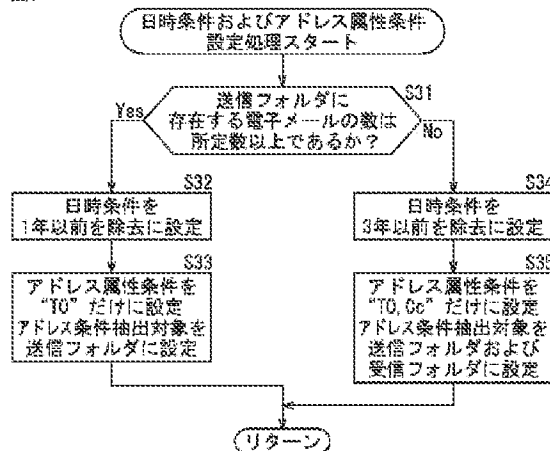 日時条件およびアドレス属性条件
設定処理スタート
S31
送信フォルダに
存在する電子メールの数は
所定数以上であるか？
Yes
No
S32
日時条件を
1年以前を除去に設定
S34
日時条件を
3年以前を除去に設定
S33
アドレス属性条件を
“TO”だけに設定
アドレス条件抽出対象を
送信フォルダに設定
S35
アドレス属性条件を
“TO, Cc”だけに設定
アドレス条件抽出対象を
送信フォルダおよび
受信フォルダに設定
リターン